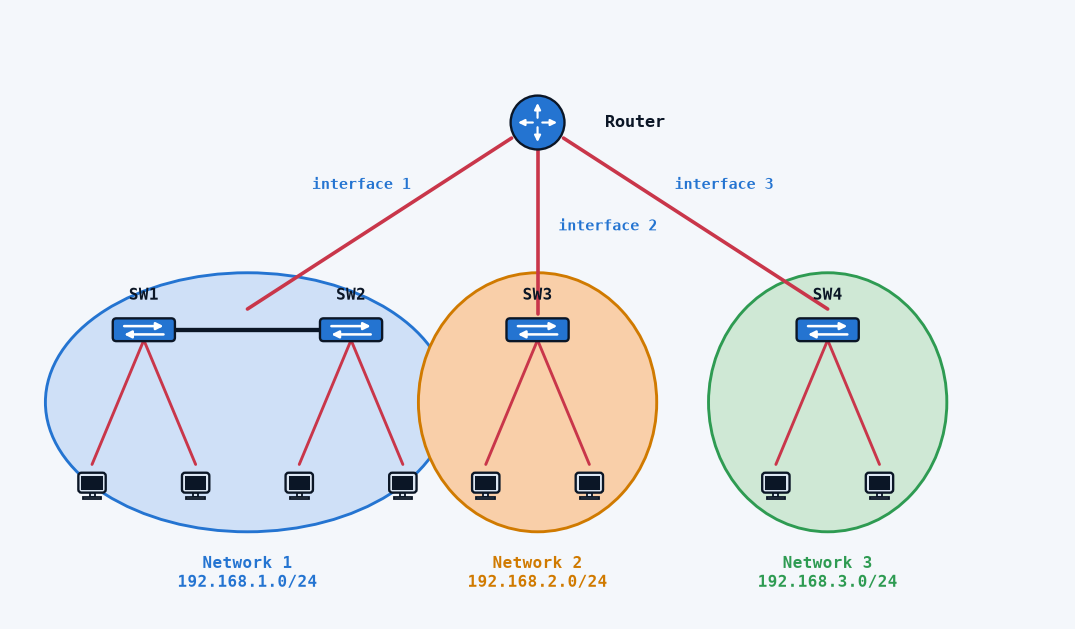 Router
interface 1
interface 3
interface 2
SW1
SW2
SW3
SW4
Network 1
192.168.1.0/24
Network 2
192.168.2.0/24
Network 3
192.168.3.0/24